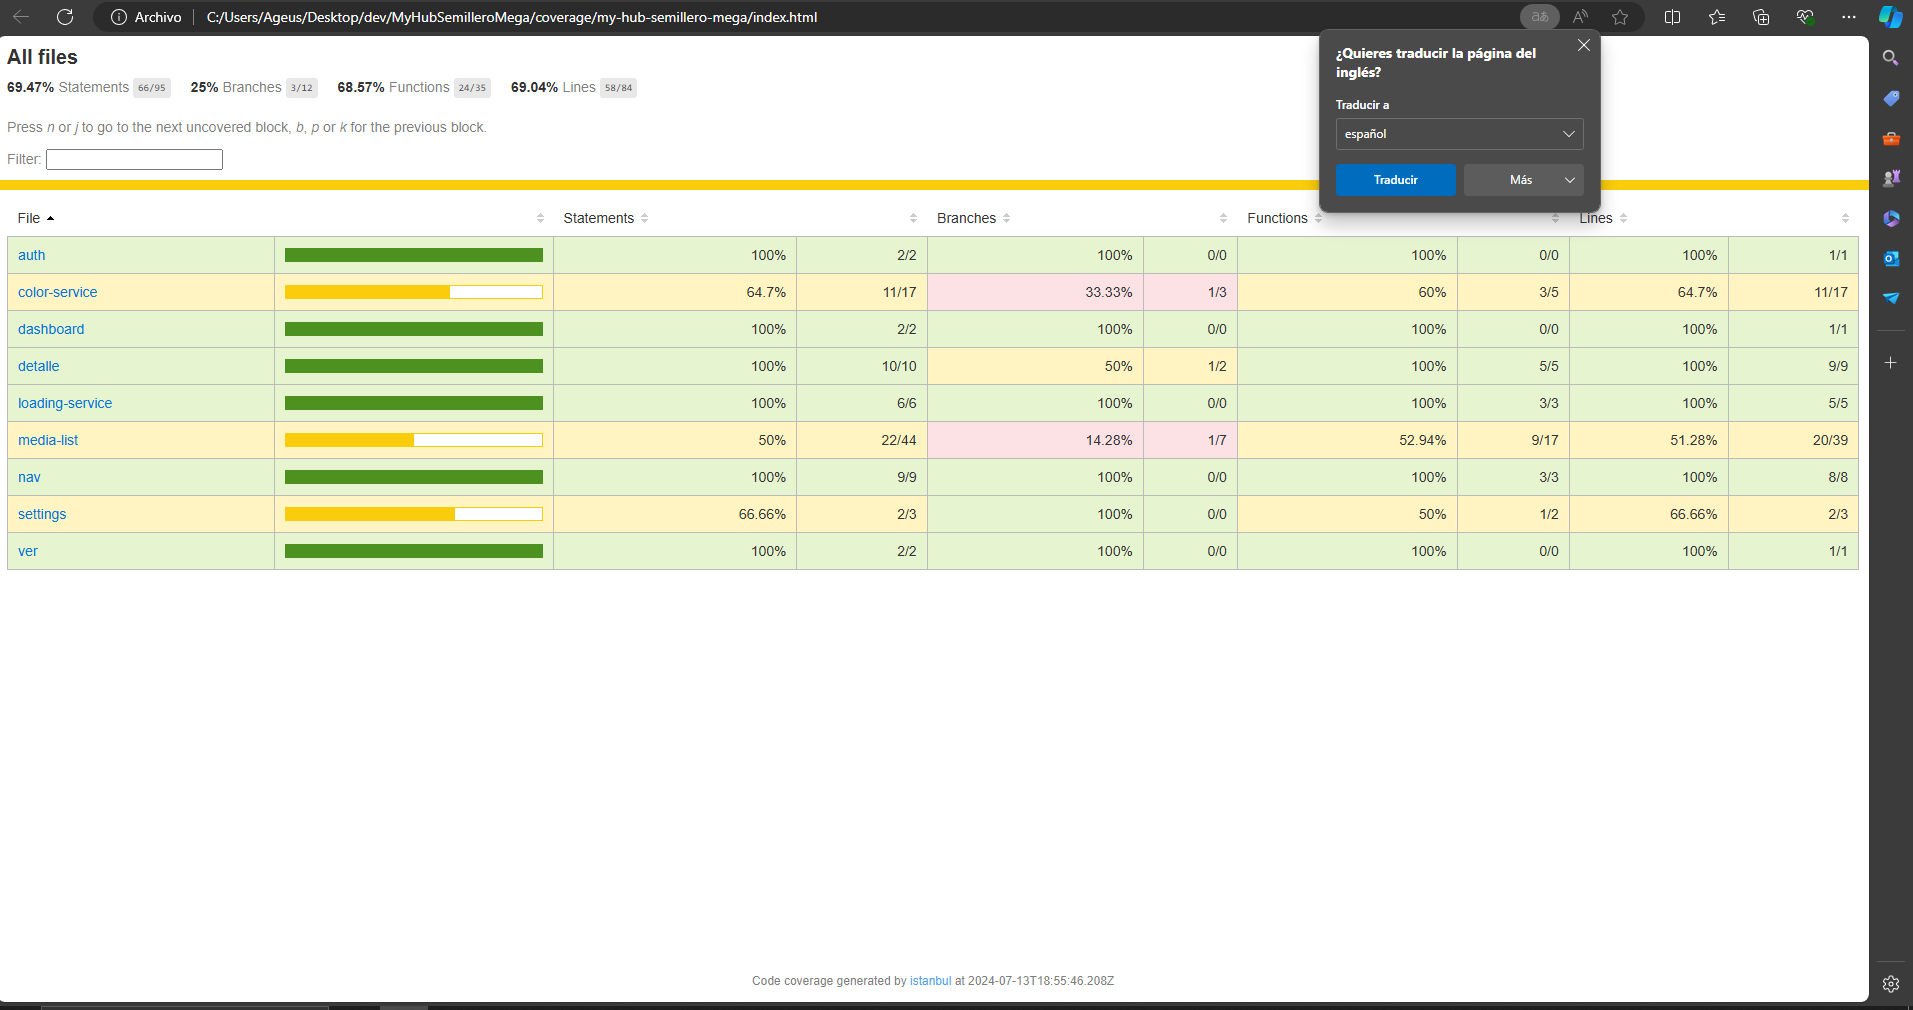 Archivo C:/Users/Ageus/Desktop/dev/MyHubSemilleroMega/coverage/my-hub-semillero-mega/index.html
¿Quieres traducir la página del
inglés?
Traducir a
español
Traducir Más
All files
69.47% Statements 66/95 25% Branches 3/12 68.57% Functions 24/35 69.04% Lines 58/84
Press n or j to go to the next uncovered block, b, p or k for the previous block.
Filter:
File Statements Branches Functions Lines
auth 100% 2/2 100% 0/0 100% 0/0 100% 1/1
color-service 64.7% 11/17 33.33% 1/3 60% 3/5 64.7% 11/17
dashboard 100% 2/2 100% 0/0 100% 0/0 100% 1/1
detalle 100% 10/10 50% 1/2 100% 5/5 100% 9/9
loading-service 100% 6/6 100% 0/0 100% 3/3 100% 5/5
media-list 50% 22/44 14.28% 1/7 52.94% 9/17 51.28% 20/39
nav 100% 9/9 100% 0/0 100% 3/3 100% 8/8
settings 66.66% 2/3 100% 0/0 50% 1/2 66.66% 2/3
ver 100% 2/2 100% 0/0 100% 0/0 100% 1/1
Code coverage generated by istanbul at 2024-07-13T18:55:46.208Z